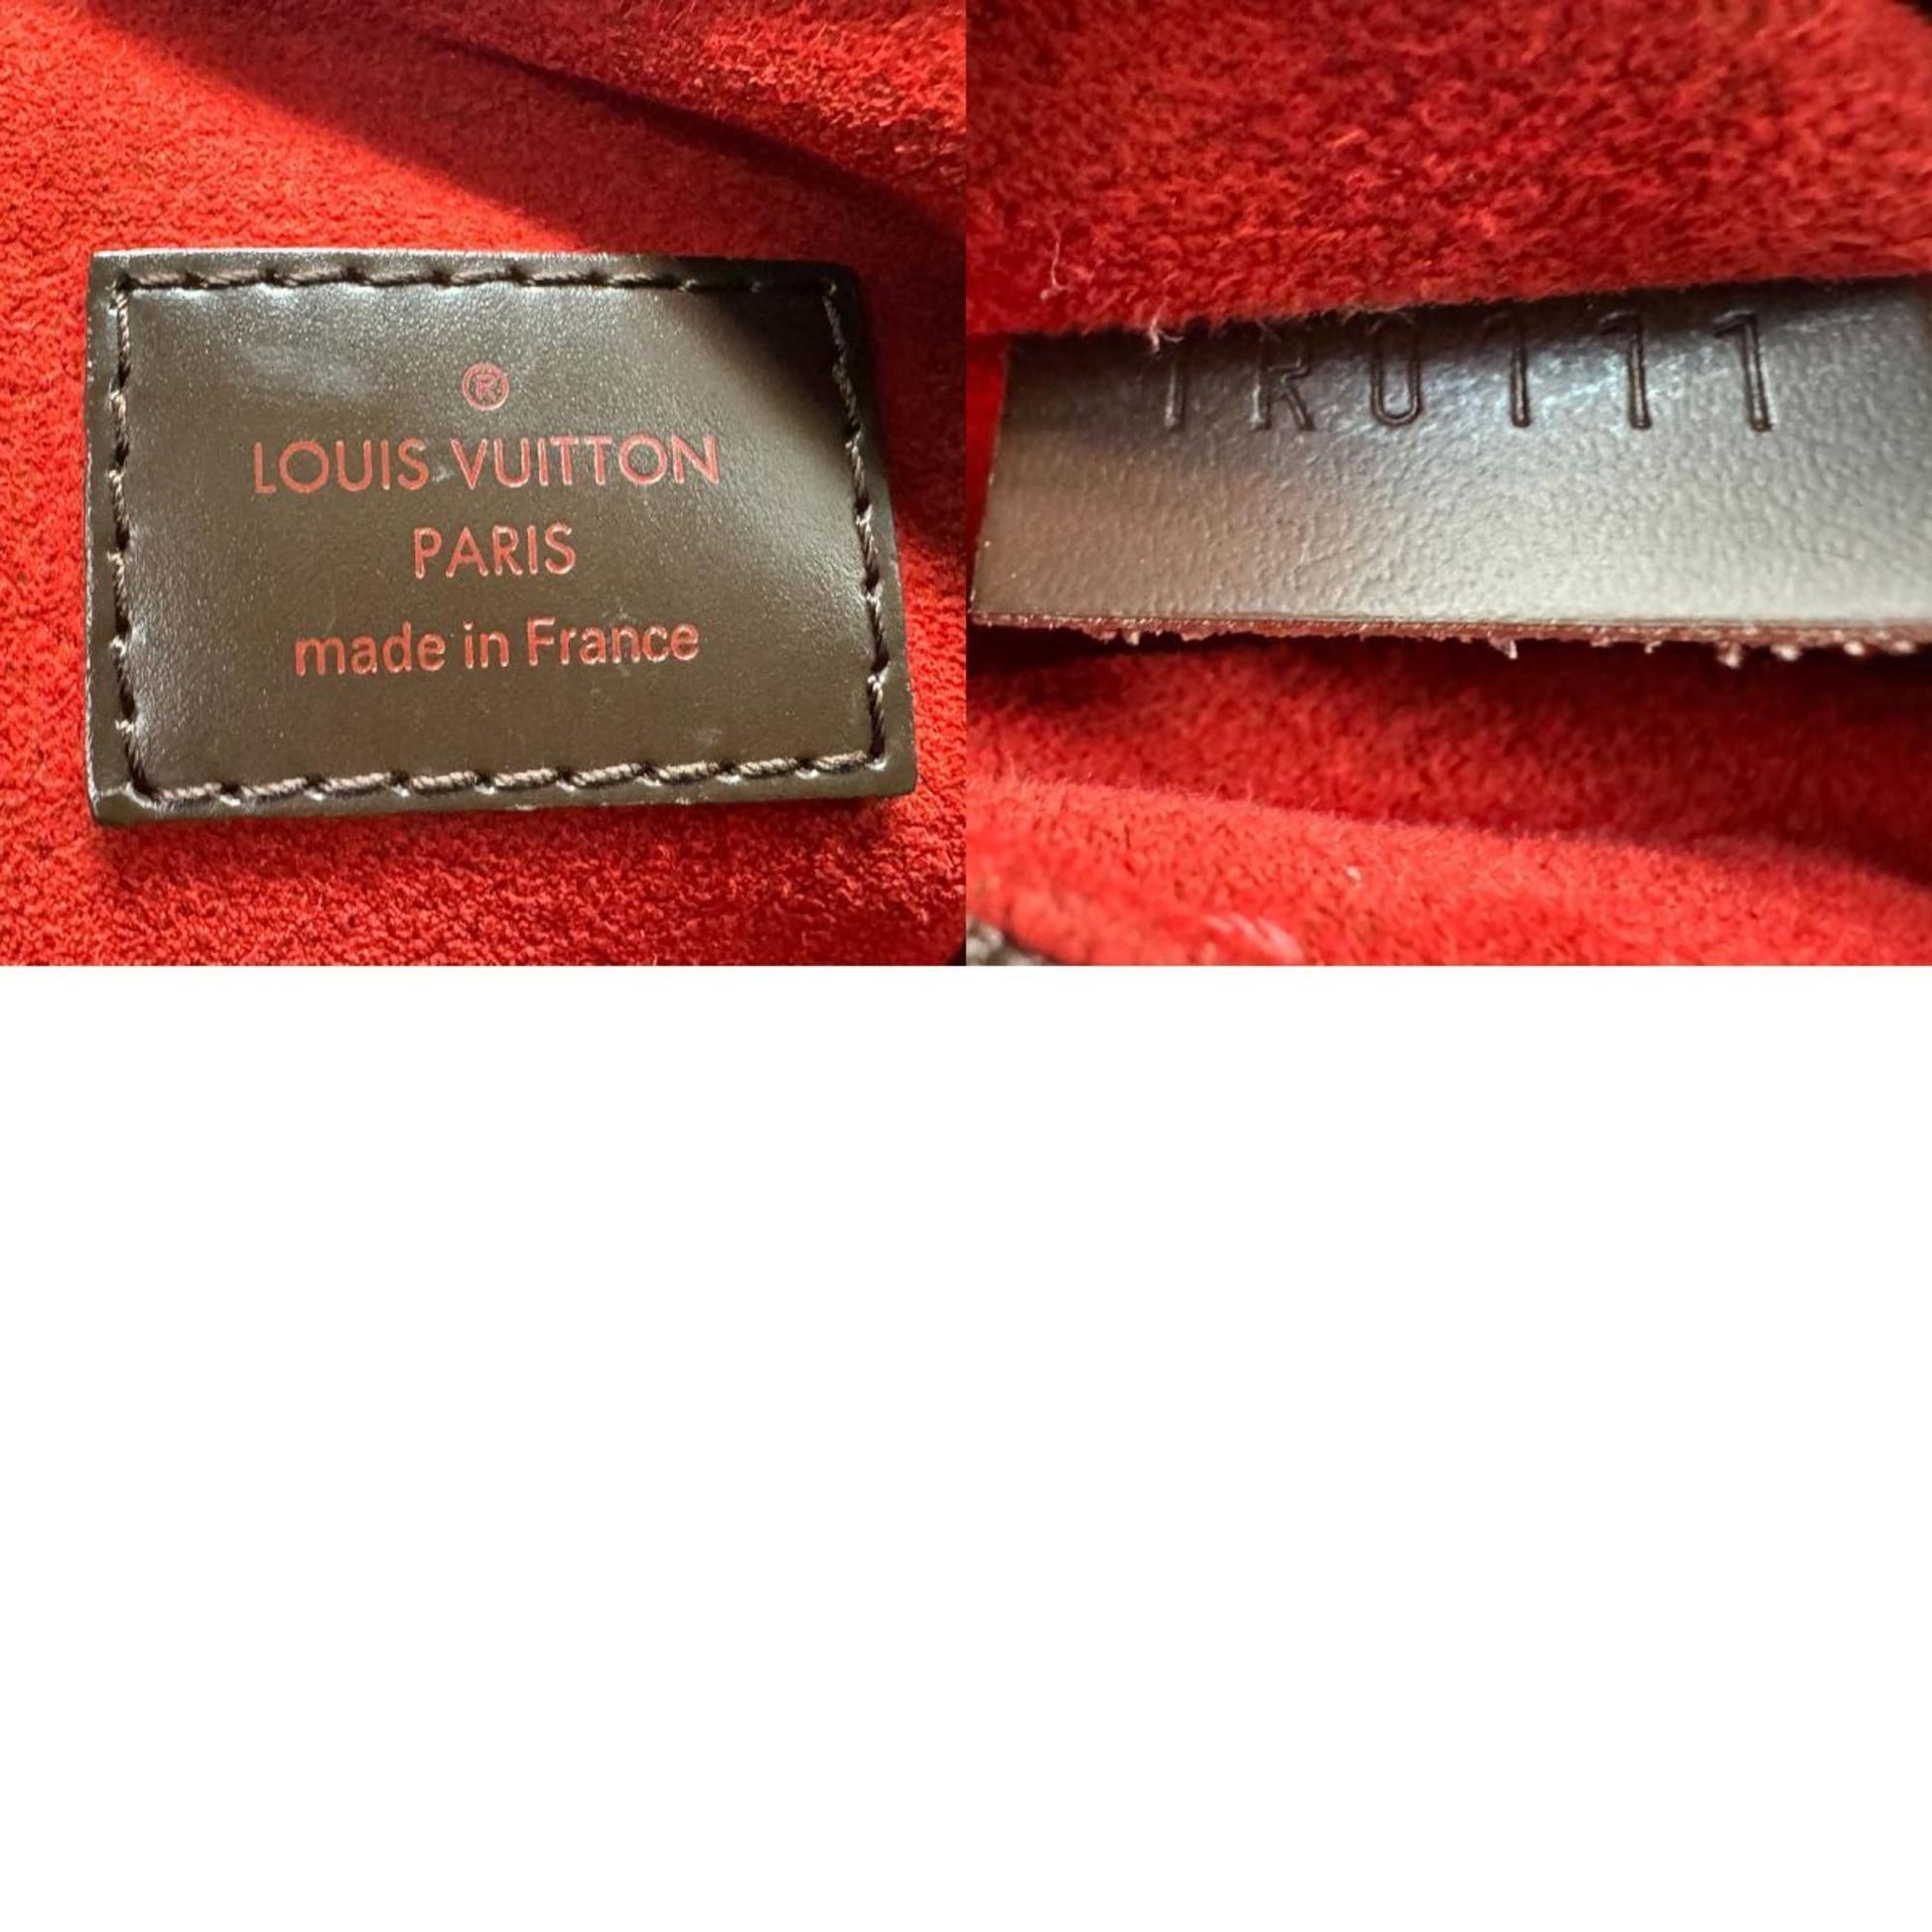 ®
LOUIS VUITTON
PARIS
made in France
TR0111